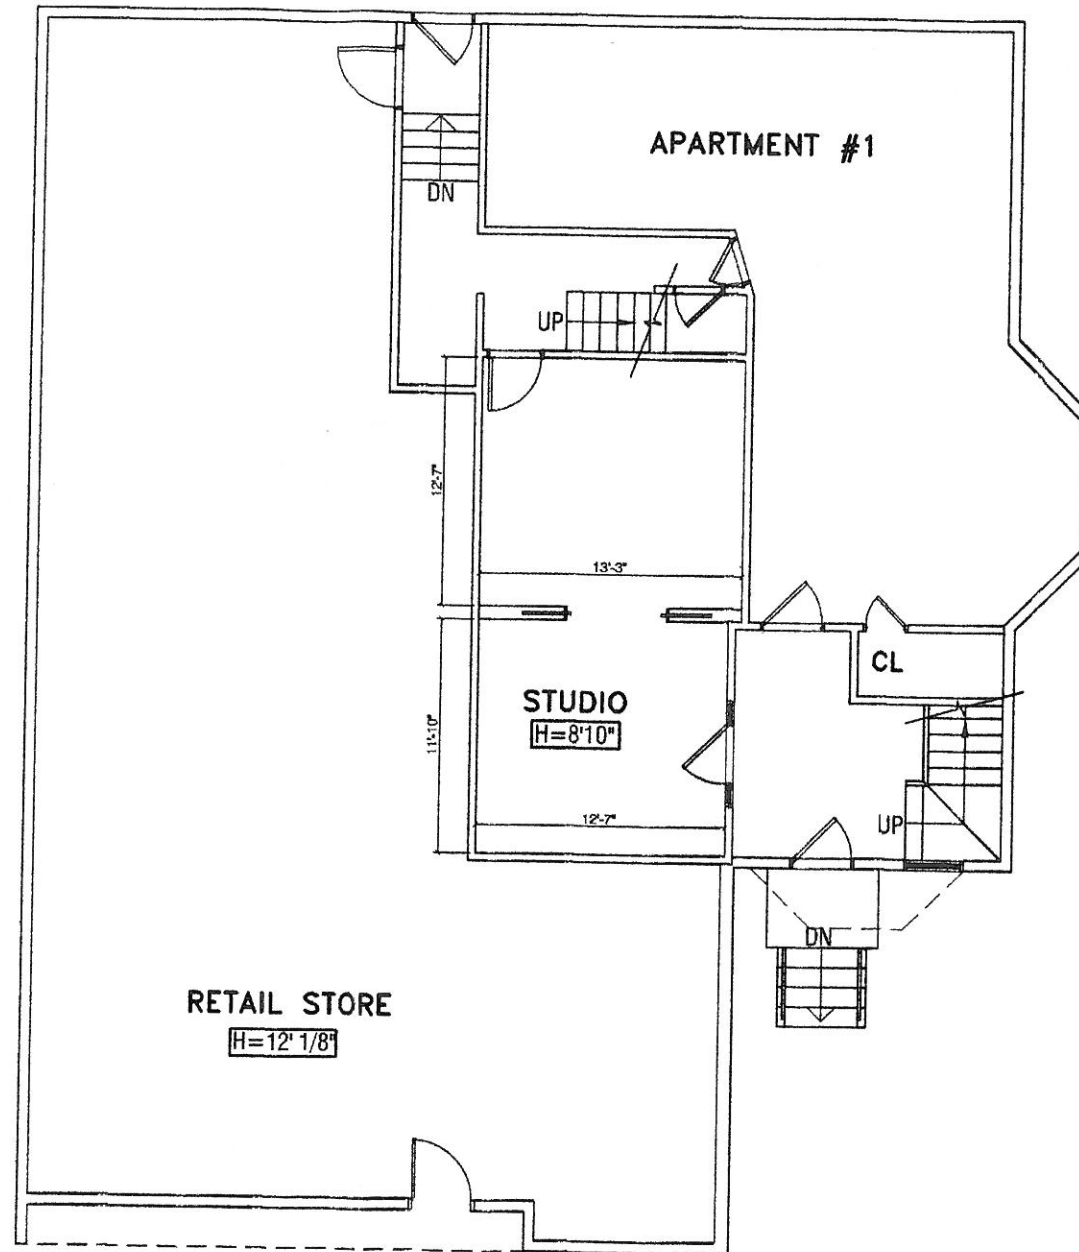 APARTMENT #1
DN
UP
12'-7"
13'-3"
CL
STUDIO
H=8'10"
11'-10"
12'-7"
UP
DN
RETAIL STORE
H=12' 1/8"